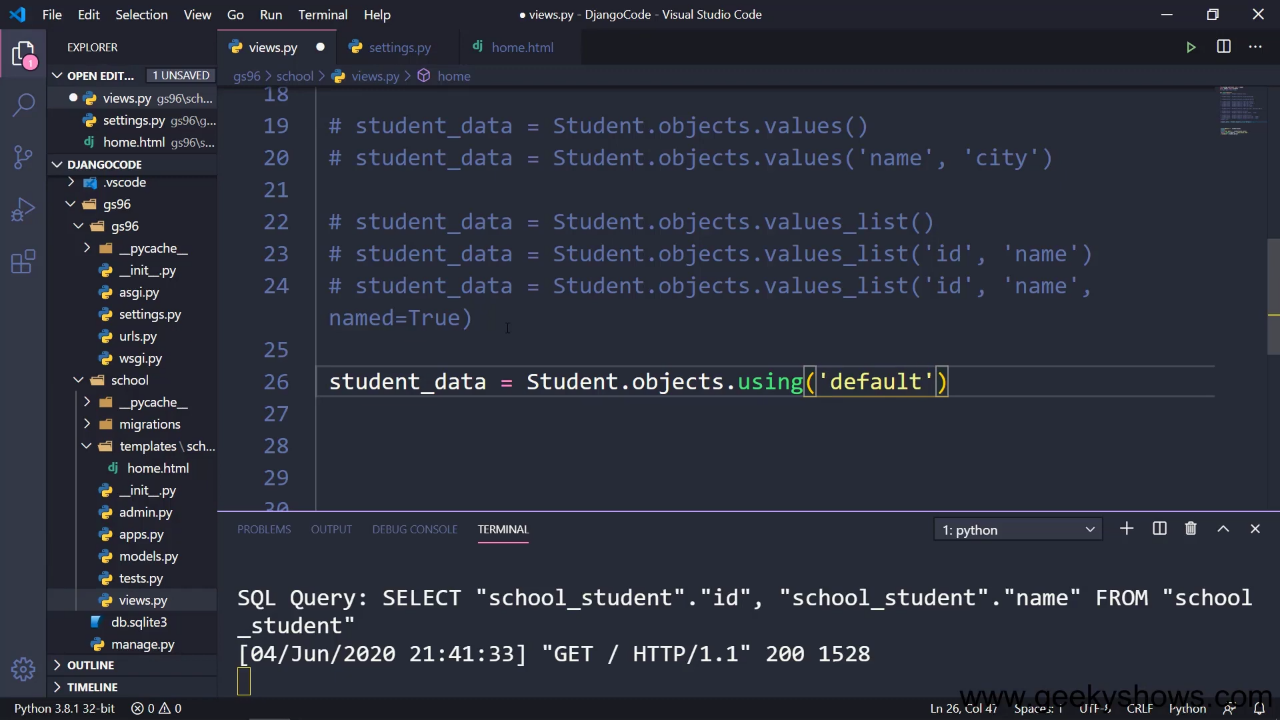 File Edit Selection View Go Run Terminal Help
● views.py - DjangoCode - Visual Studio Code
EXPLORER
OPEN EDIT... 1 UNSAVED
views.py gs96\sch...
settings.py gs96\g...
home.html gs96\s...
DJANGOCODE
.vscode
gs96
gs96
__pycache__
__init__.py
asgi.py
settings.py
urls.py
wsgi.py
school
__pycache__
migrations
templates \ sch...
home.html
__init__.py
admin.py
apps.py
models.py
tests.py
views.py
db.sqlite3
manage.py
OUTLINE
TIMELINE
views.py settings.py home.html
gs96 > school > views.py > home
18
19 # student_data = Student.objects.values()
20 # student_data = Student.objects.values('name', 'city')
21
22 # student_data = Student.objects.values_list()
23 # student_data = Student.objects.values_list('id', 'name')
24 # student_data = Student.objects.values_list('id', 'name',
named=True)
25
26 student_data = Student.objects.using('default')
27
28
29
30
PROBLEMS OUTPUT DEBUG CONSOLE TERMINAL 1: python
SQL Query: SELECT "school_student"."id", "school_student"."name" FROM "school
_student"
[04/Jun/2020 21:41:33] "GET / HTTP/1.1" 200 1528
www.geekyshows.com
Python 3.8.1 32-bit 0 0 Ln 26, Col 47 Spaces: 1 UTF-8 CRLF Python